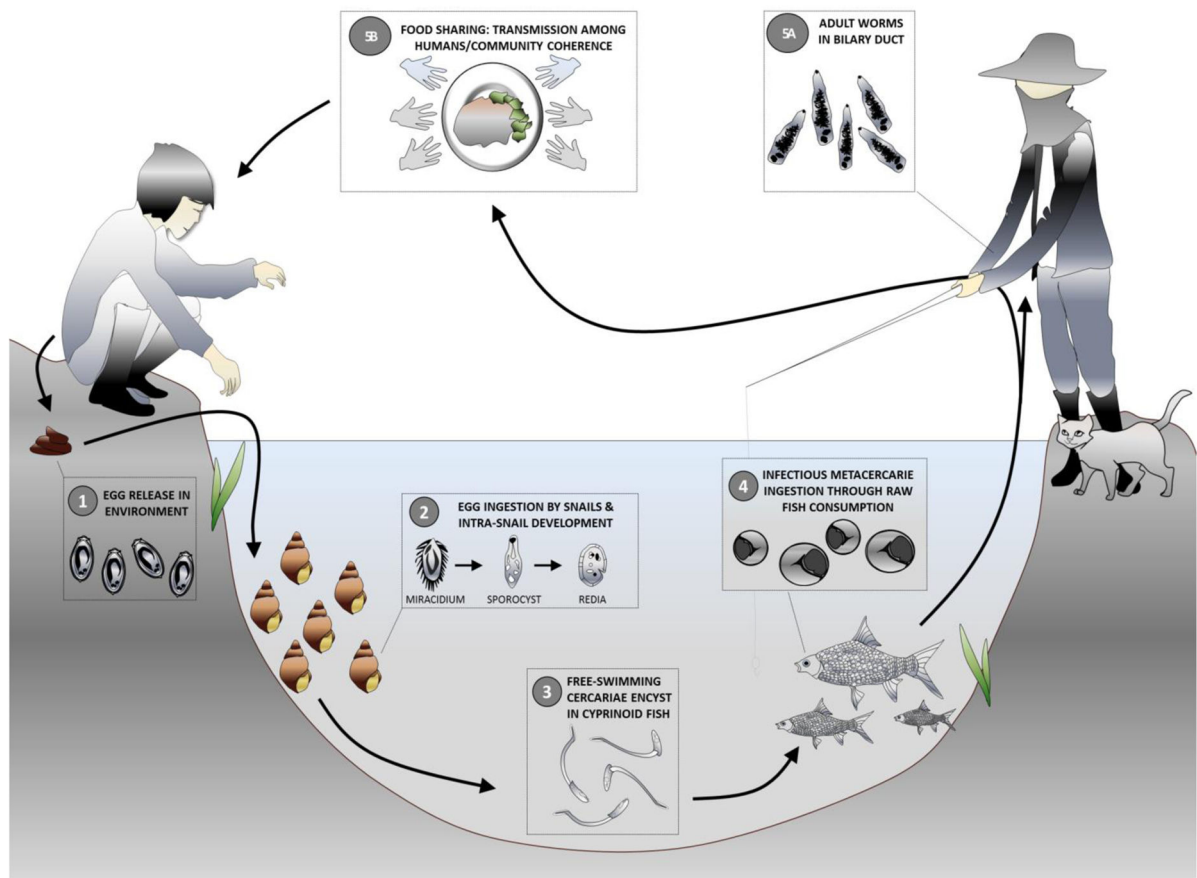 5B
FOOD SHARING: TRANSMISSION AMONG
HUMANS/COMMUNITY COHERENCE
5A
ADULT WORMS
IN BILARY DUCT
1
EGG RELEASE IN
ENVIRONMENT
2
EGG INGESTION BY SNAILS &
INTRA-SNAIL DEVELOPMENT
MIRACIDIUM
SPOROCYST
REDIA
3
FREE-SWIMMING
CERCARIAE ENCYST
IN CYPRINOID FISH
4
INFECTIOUS METACERCARIE
INGESTION THROUGH RAW
FISH CONSUMPTION